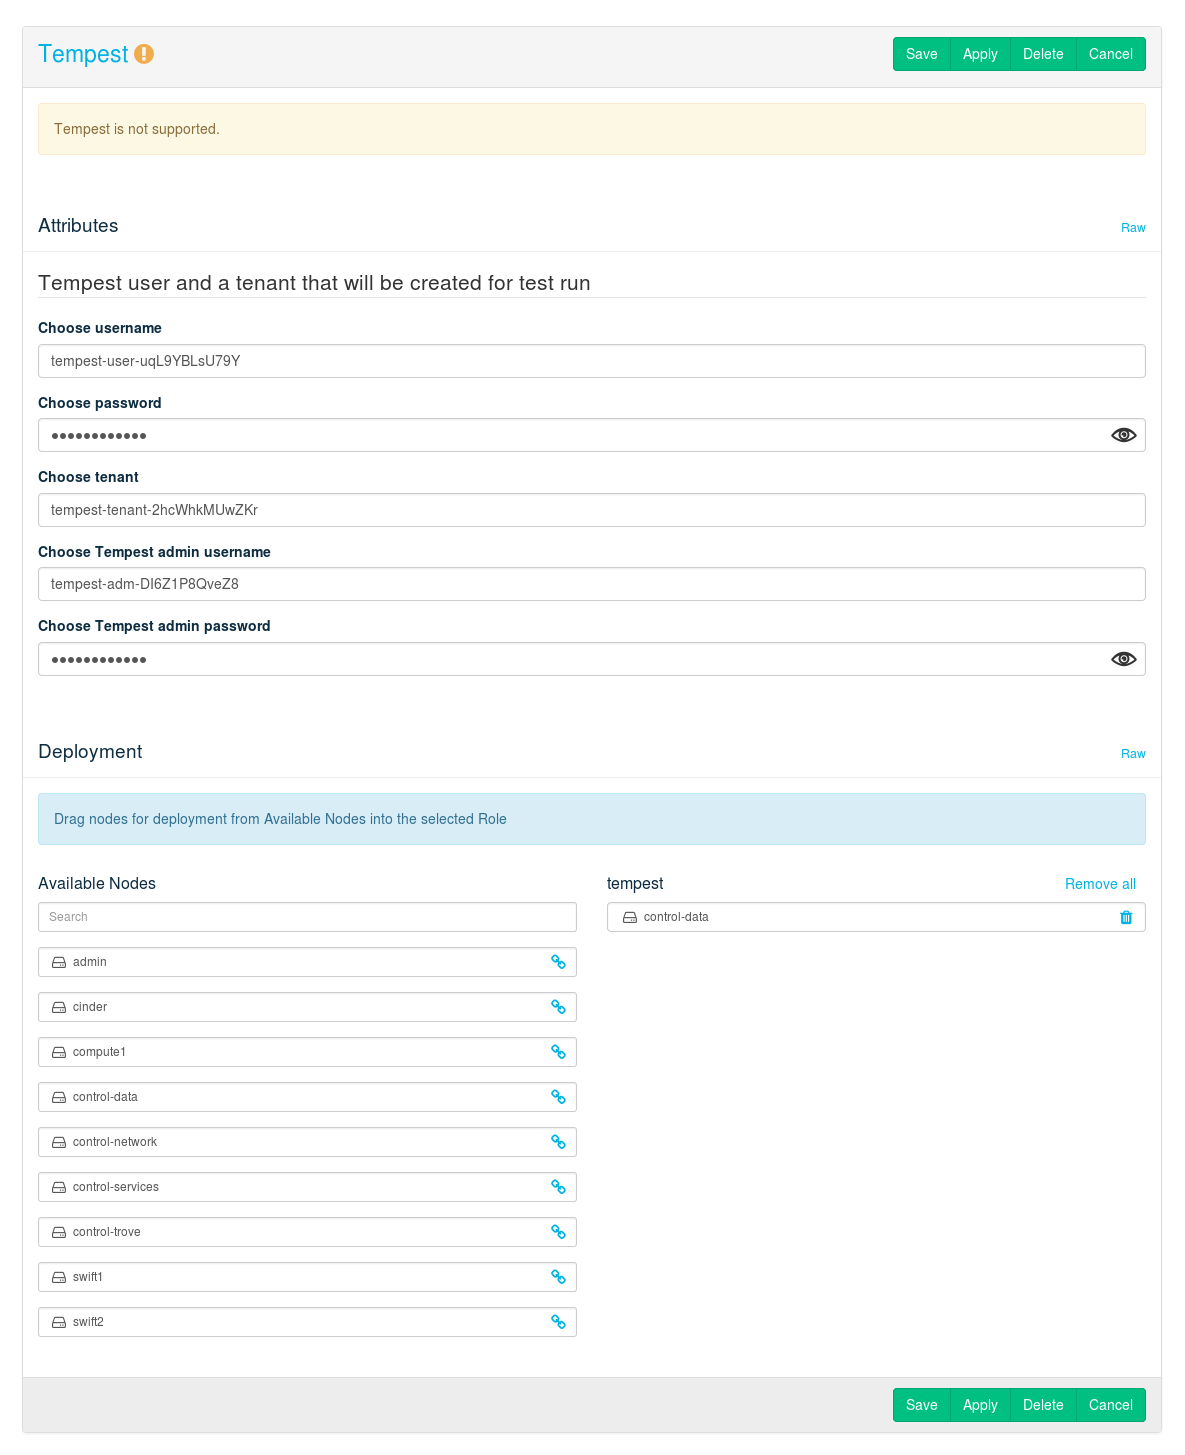 Tempest
Save Apply Delete Cancel
Tempest is not supported.
Attributes Raw
Tempest user and a tenant that will be created for test run
Choose username
tempest-user-uqL9YBLsU79Y
Choose password
••••••••••••
Choose tenant
tempest-tenant-2hcWhkMUwZKr
Choose Tempest admin username
tempest-adm-DI6Z1P8QveZ8
Choose Tempest admin password
••••••••••••
Deployment Raw
Drag nodes for deployment from Available Nodes into the selected Role
Available Nodes
Search
admin
cinder
compute1
control-data
control-network
control-services
control-trove
swift1
swift2
tempest Remove all
control-data
Save Apply Delete Cancel